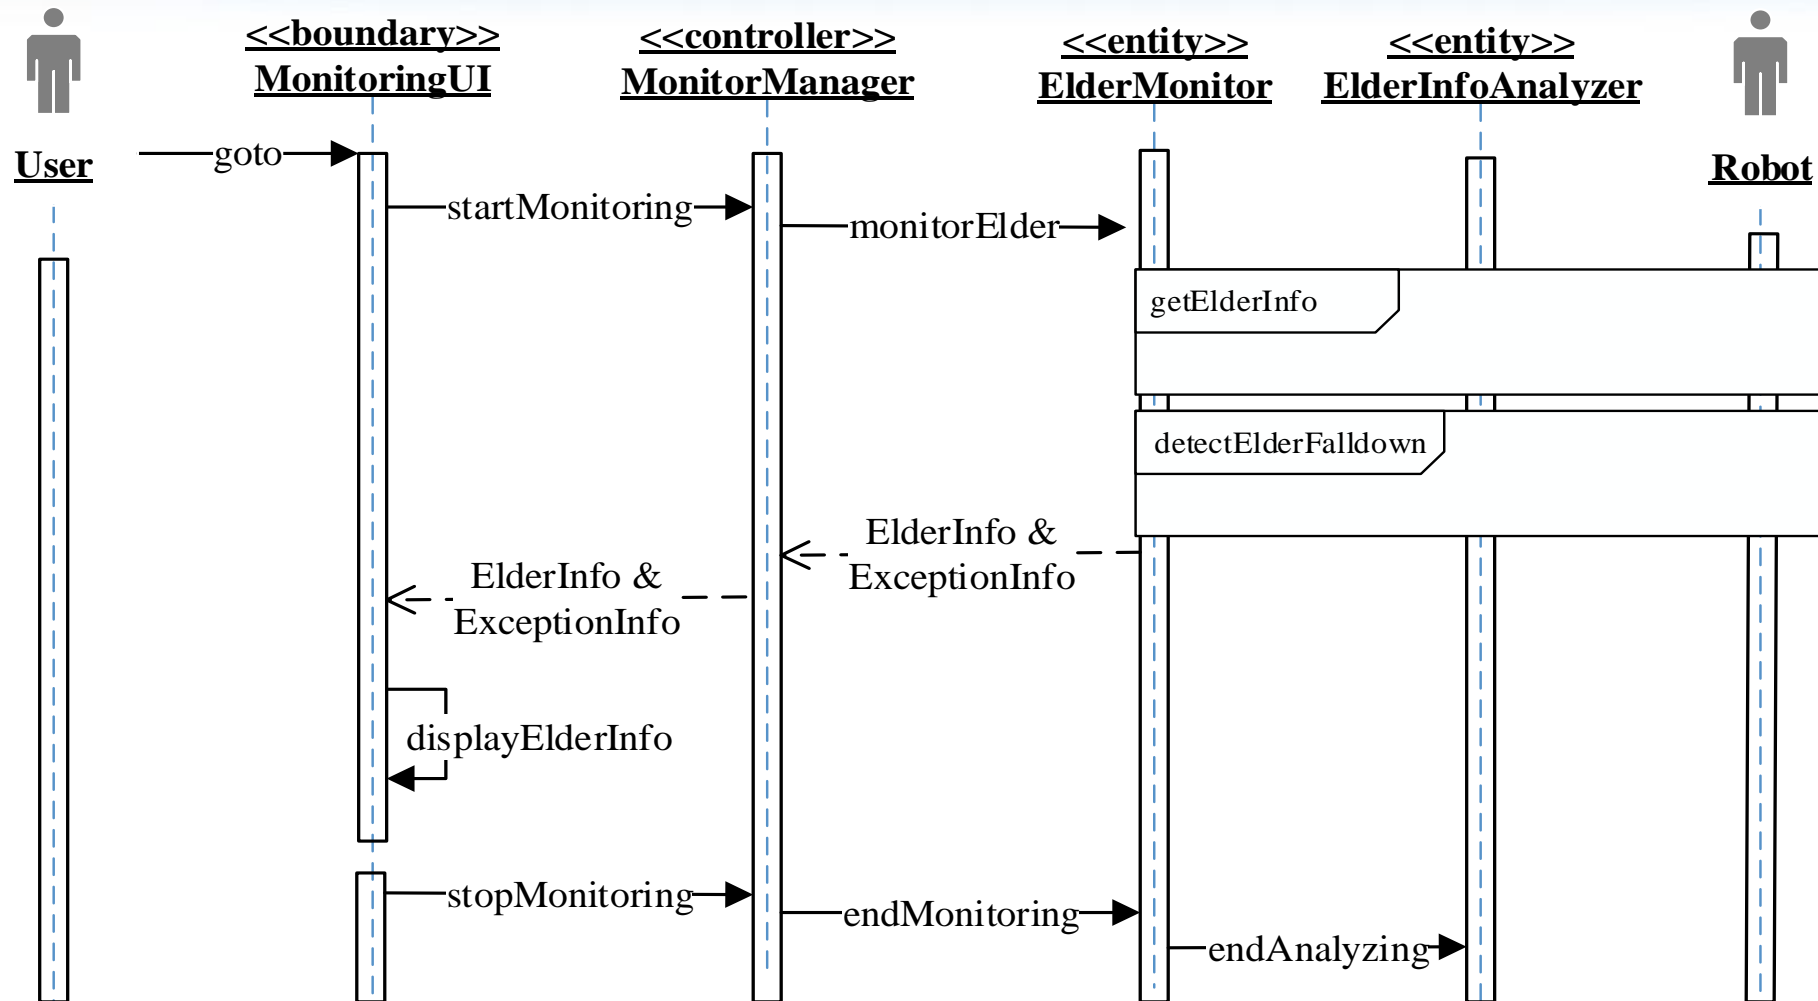 <<boundary>>
MonitoringUI
<<controller>>
MonitorManager
<<entity>>
ElderMonitor
<<entity>>
ElderInfoAnalyzer
User
Robot
goto
startMonitoring
monitorElder
getElderInfo
detectElderFalldown
ElderInfo &
ExceptionInfo
ElderInfo &
ExceptionInfo
displayElderInfo
stopMonitoring
endMonitoring
endAnalyzing